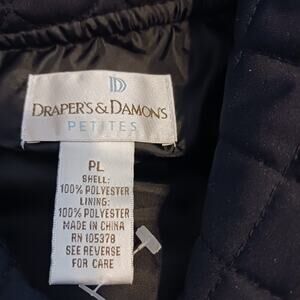 DRAPER'S & DAMON'S
PETITES
PL
SHELL:
100% POLYESTER
LINING:
100% POLYESTER
MADE IN CHINA
RN 105378
SEE REVERSE
FOR CARE